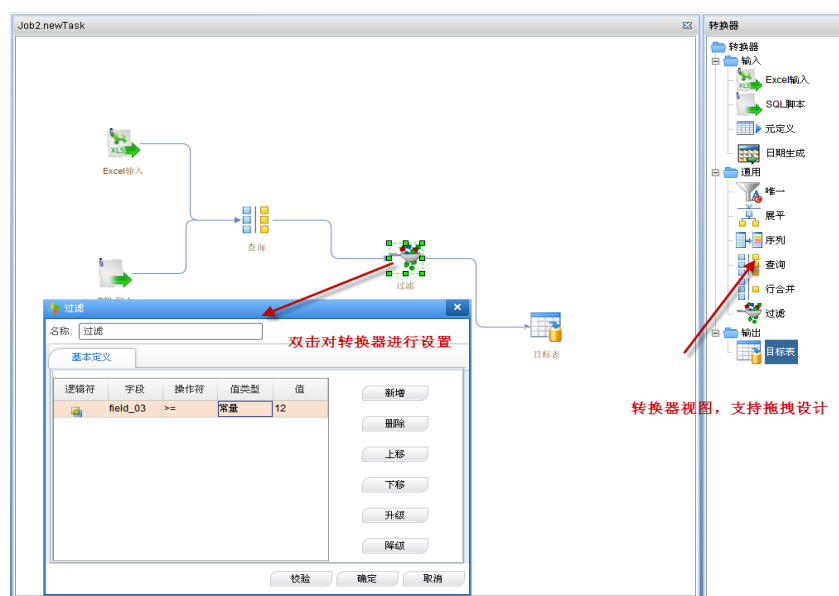 Job2.newTask
Excel输入
查询
过滤
目标表
过滤
名称:
过滤
双击对转换器进行设置
基本定义
逻辑符 字段 操作符 值类型 值
field_03 >= 常量 12
新增
删除
上移
下移
升级
降级
校验 确定 取消
转换器
转换器
输入
Excel输入
SQL脚本
元定义
日期生成
通用
唯一
展平
序列
查询
行合并
过滤
输出
目标表
转换器视图，支持拖拽设计